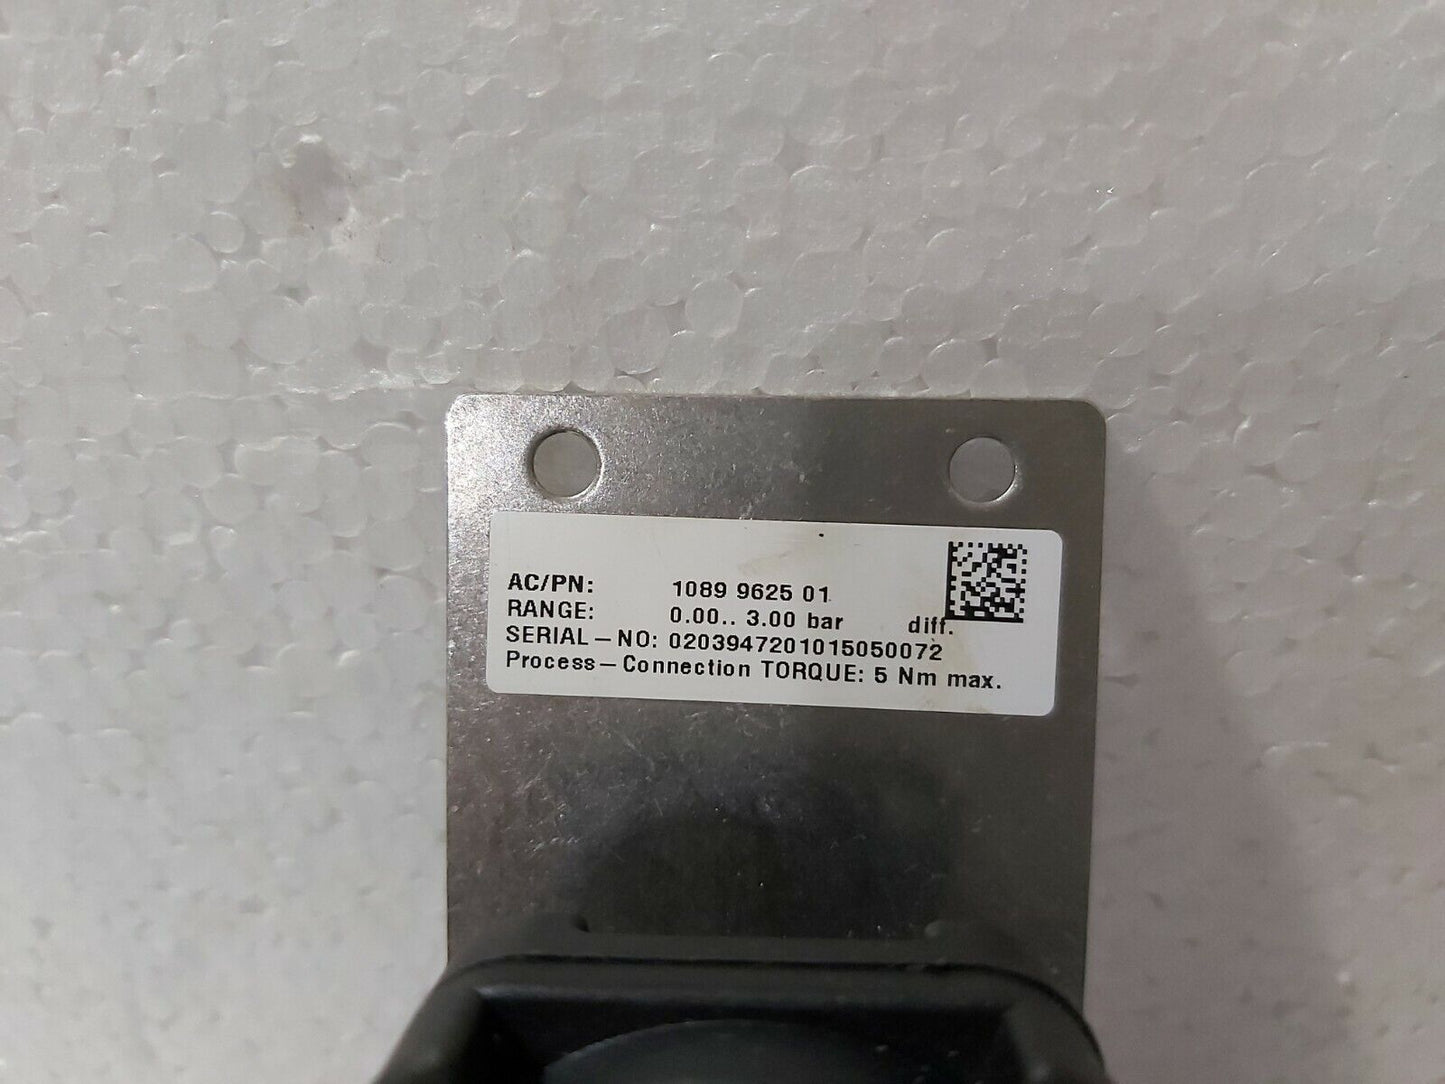 AC/PN: 1089 9625 01
RANGE: 0.00.. 3.00 bar diff.
SERIAL-NO: 0203947201015050072
Process-Connection TORQUE: 5 Nm max.